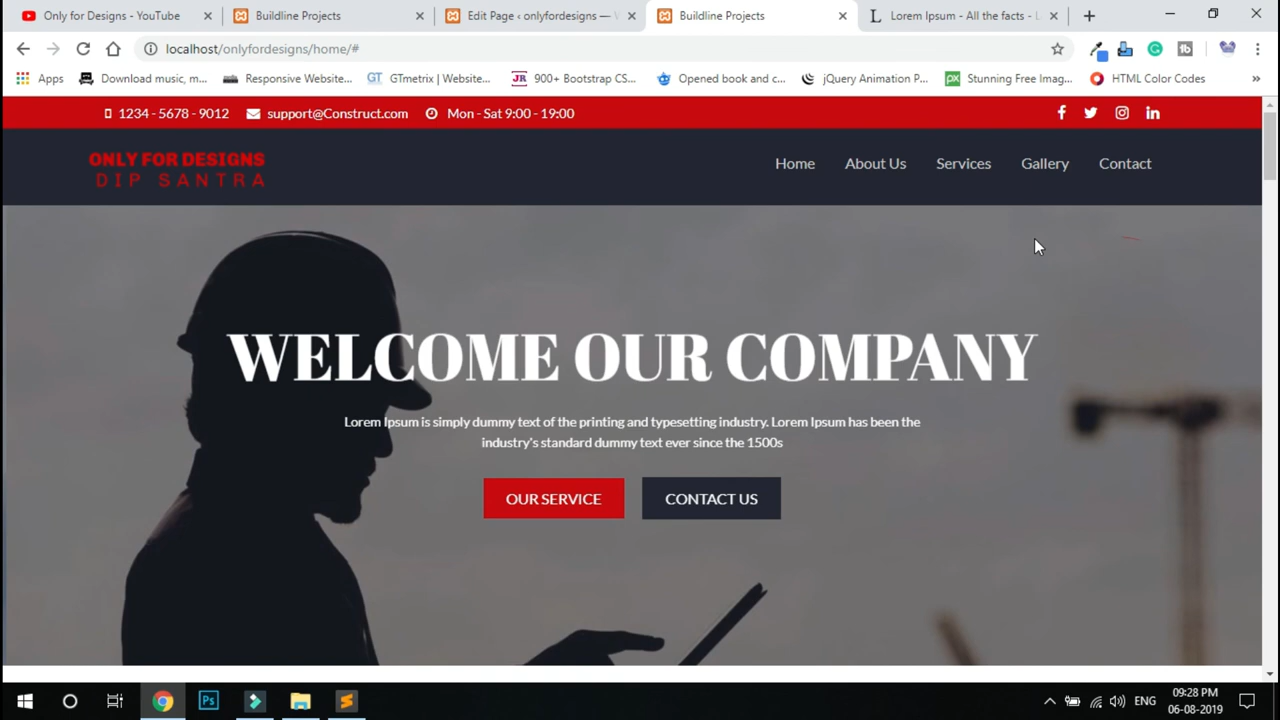 Only for Designs - YouTube
Buildline Projects
Edit Page ‹ onlyfordesigns —
Buildline Projects
Lorem Ipsum - All the facts -
localhost/onlyfordesigns/home/#
Apps
Download music, m...
Responsive Website...
GT GTmetrix | Website...
JR 900+ Bootstrap CS...
Opened book and c...
jQuery Animation P...
px Stunning Free Imag...
HTML Color Codes
»
1234 - 5678 - 9012
support@Construct.com
Mon - Sat 9:00 - 19:00
ONLY FOR DESIGNS
DIP SANTRA
Home
About Us
Services
Gallery
Contact
WELCOME OUR COMPANY
Lorem Ipsum is simply dummy text of the printing and typesetting industry. Lorem Ipsum has been the
industry's standard dummy text ever since the 1500s
OUR SERVICE
CONTACT US
Ps
ENG
09:28 PM
06-08-2019